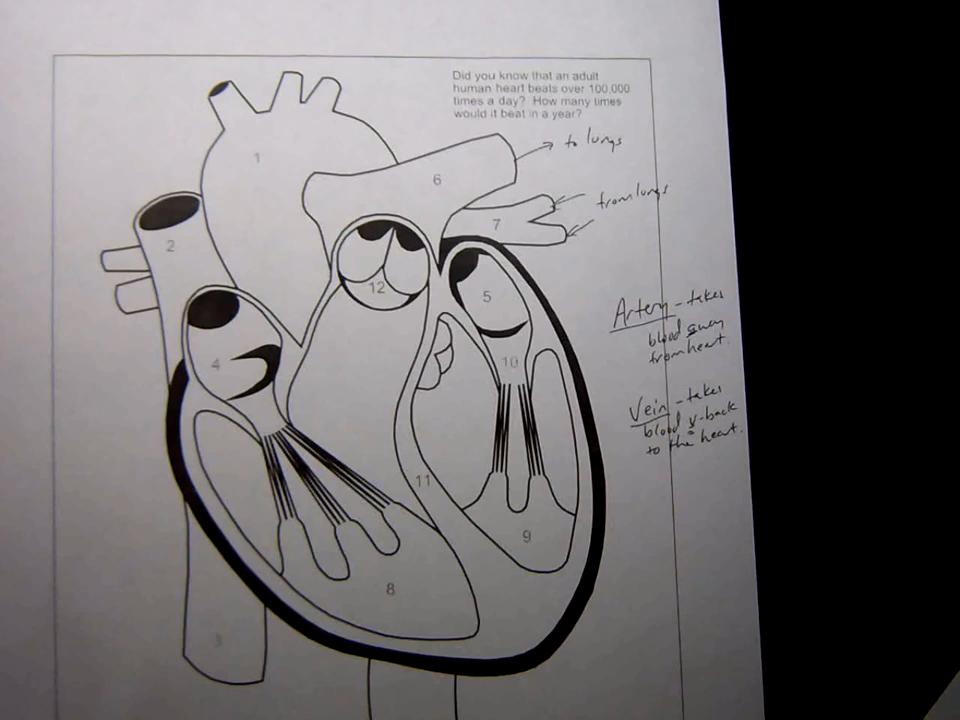 Did you know that an adult
human heart beats over 100,000
times a day? How many times
would it beat in a year?
to lungs
1
6
from lungs
7
2
12
5
Artery - takes
blood away
from heart.
4
10
Vein - takes
blood back
to the heart.
11
9
8
3